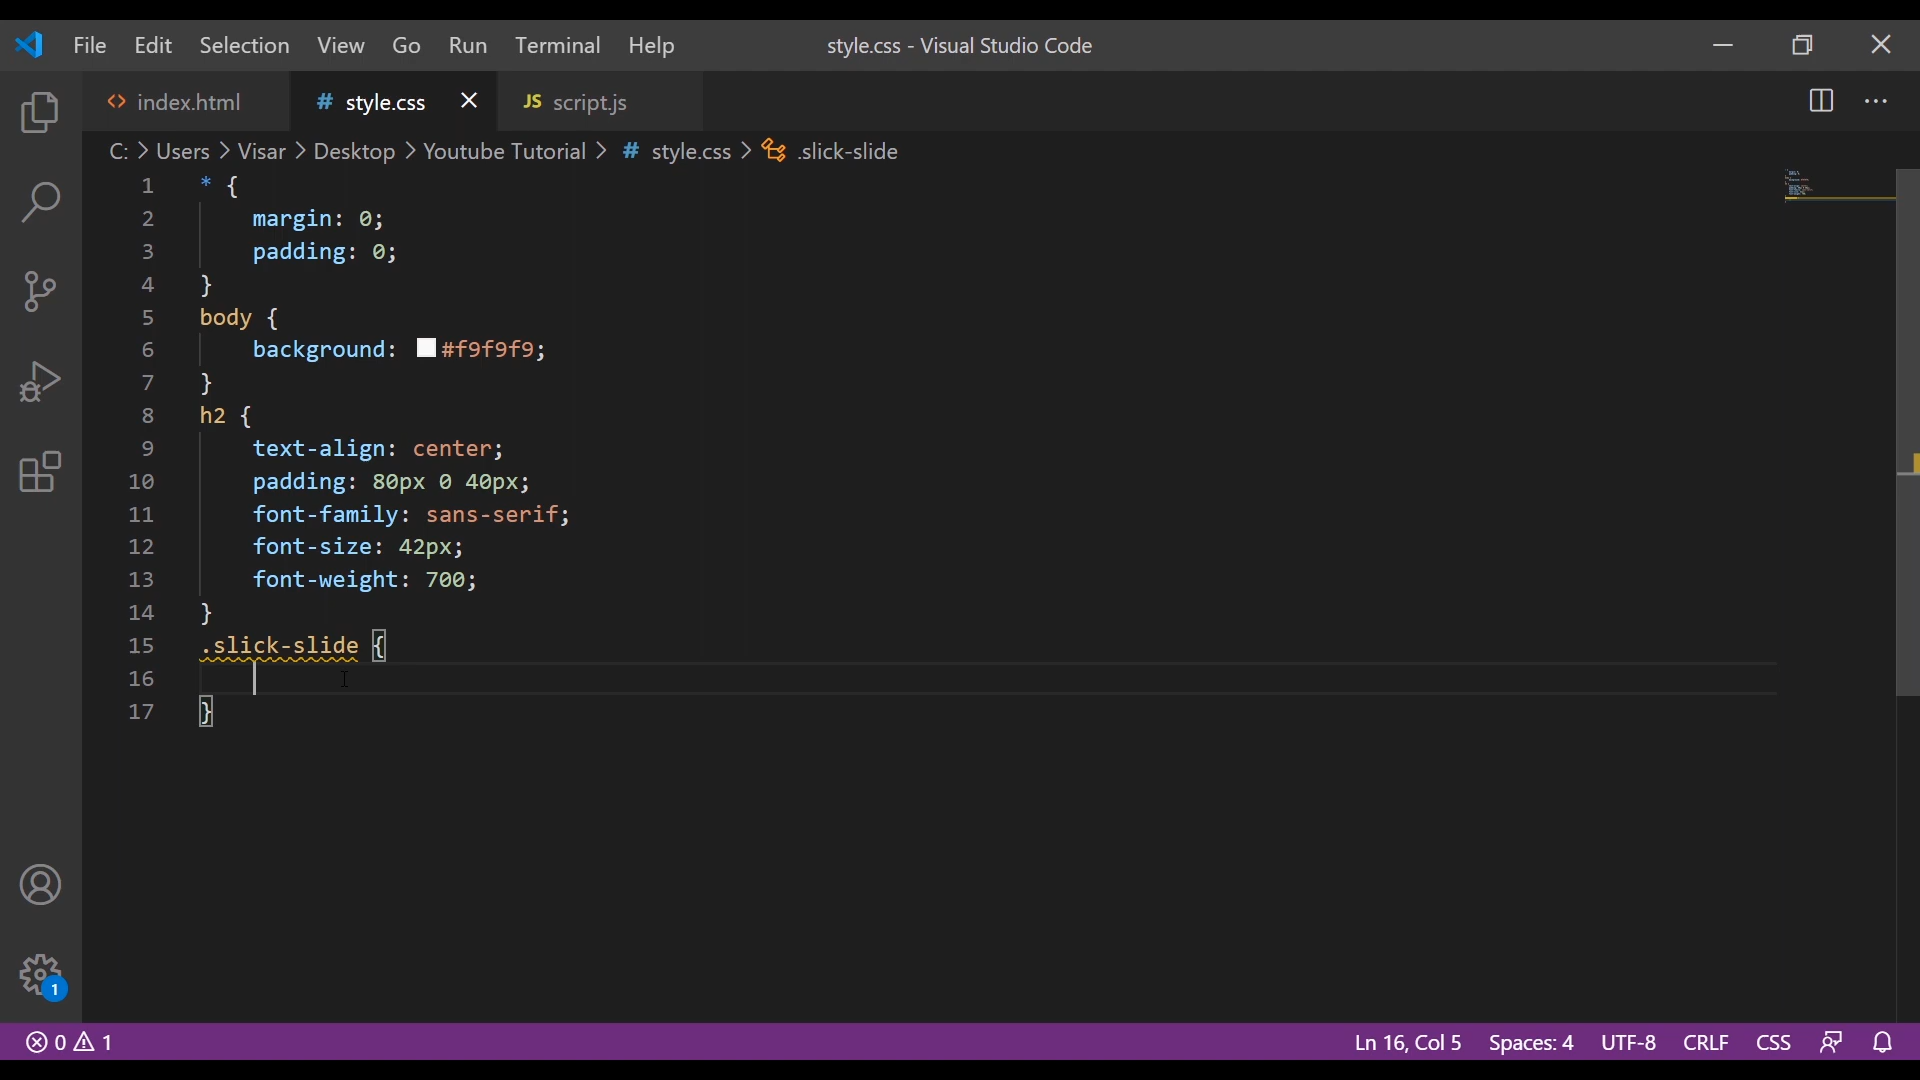 File Edit Selection View Go Run Terminal Help style.css - Visual Studio Code
<> index.html # style.css JS script.js
C: > Users > Visar > Desktop > Youtube Tutorial > # style.css > .slick-slide
1 * {
2 margin: 0;
3 padding: 0;
4 }
5 body {
6 background: #f9f9f9;
7 }
8 h2 {
9 text-align: center;
10 padding: 80px 0 40px;
11 font-family: sans-serif;
12 font-size: 42px;
13 font-weight: 700;
14 }
15 .slick-slide {
16
17 }
1
0 1 Ln 16, Col 5 Spaces: 4 UTF-8 CRLF CSS